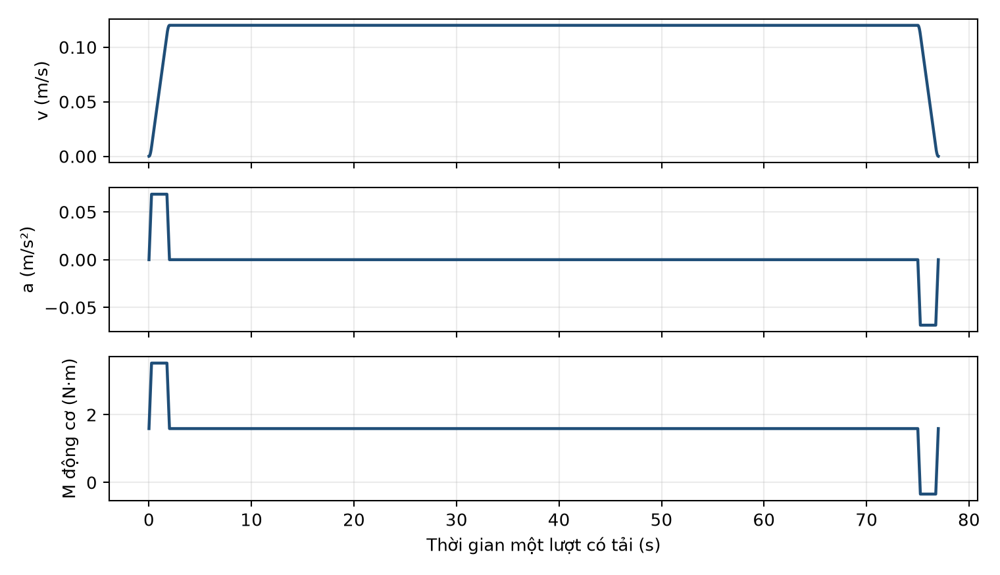 v (m/s)
0.10
0.05
0.00
a (m/s²)
0.05
0.00
−0.05
M động cơ (N·m)
2
0
0 10 20 30 40 50 60 70 80
Thời gian một lượt có tải (s)